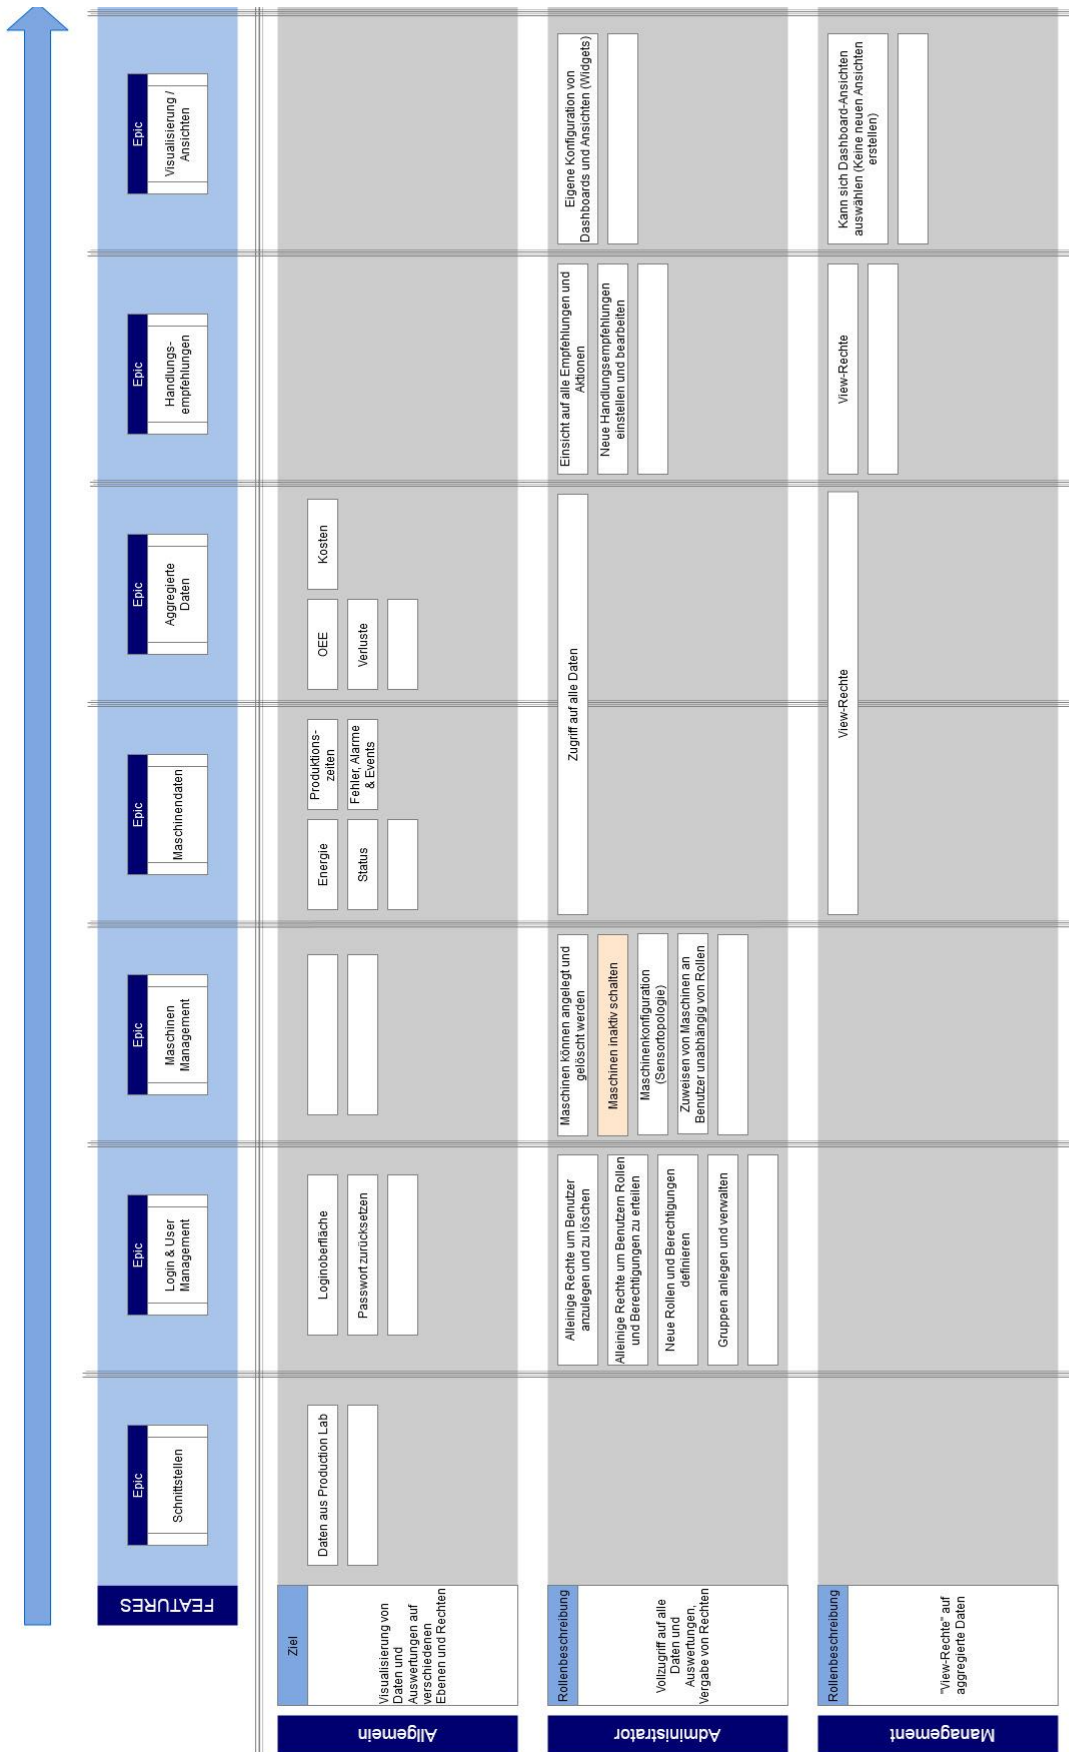 FEATURES
Epic
Schnittstellen
Epic
Login & User
Management
Epic
Maschinen
Management
Epic
Maschinendaten
Epic
Aggregierte
Daten
Epic
Handlungs-
empfehlungen
Epic
Visualisierung /
Ansichten
Allgemein
Ziel
Visualisierung von
Daten und
Auswertungen auf
verschiedenen
Ebenen und Rechten
Daten aus Production Lab
Loginoberfläche
Passwort zurücksetzen
Energie
Produktions-
zeiten
Status
Fehler, Alarme
& Events
OEE
Kosten
Verluste
Administrator
Rollenbeschreibung
Vollzugriff auf alle
Daten und
Auswertungen,
Vergabe von Rechten
Alleinige Rechte um Benutzer
anzulegen und zu löschen
Alleinige Rechte um Benutzern Rollen
und Berechtigungen zu erteilen
Neue Rollen und Berechtigungen
definieren
Gruppen anlegen und verwalten
Maschinen können angelegt und
gelöscht werden
Maschinen inaktiv schalten
Maschinenkonfiguration
(Sensortopologie)
Zuweisen von Maschinen an
Benutzer unabhängig von Rollen
Zugriff auf alle Daten
Einsicht auf alle Empfehlungen und
Aktionen
Neue Handlungsempfehlungen
einstellen und bearbeiten
Eigene Konfiguration von
Dashboards und Ansichten (Widgets)
Management
Rollenbeschreibung
"View-Rechte" auf
aggregierte Daten
View-Rechte
View-Rechte
Kann sich Dashboard-Ansichten
auswählen (Keine neuen Ansichten
erstellen)